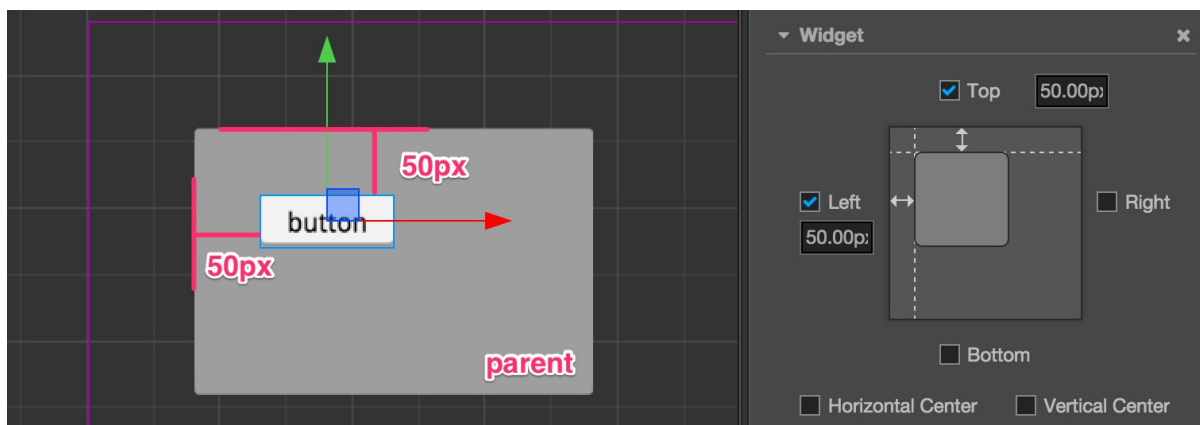 Widget
Top 50.00px
50px
button
50px
parent
Left
50.00px
Right
Bottom
Horizontal Center Vertical Center